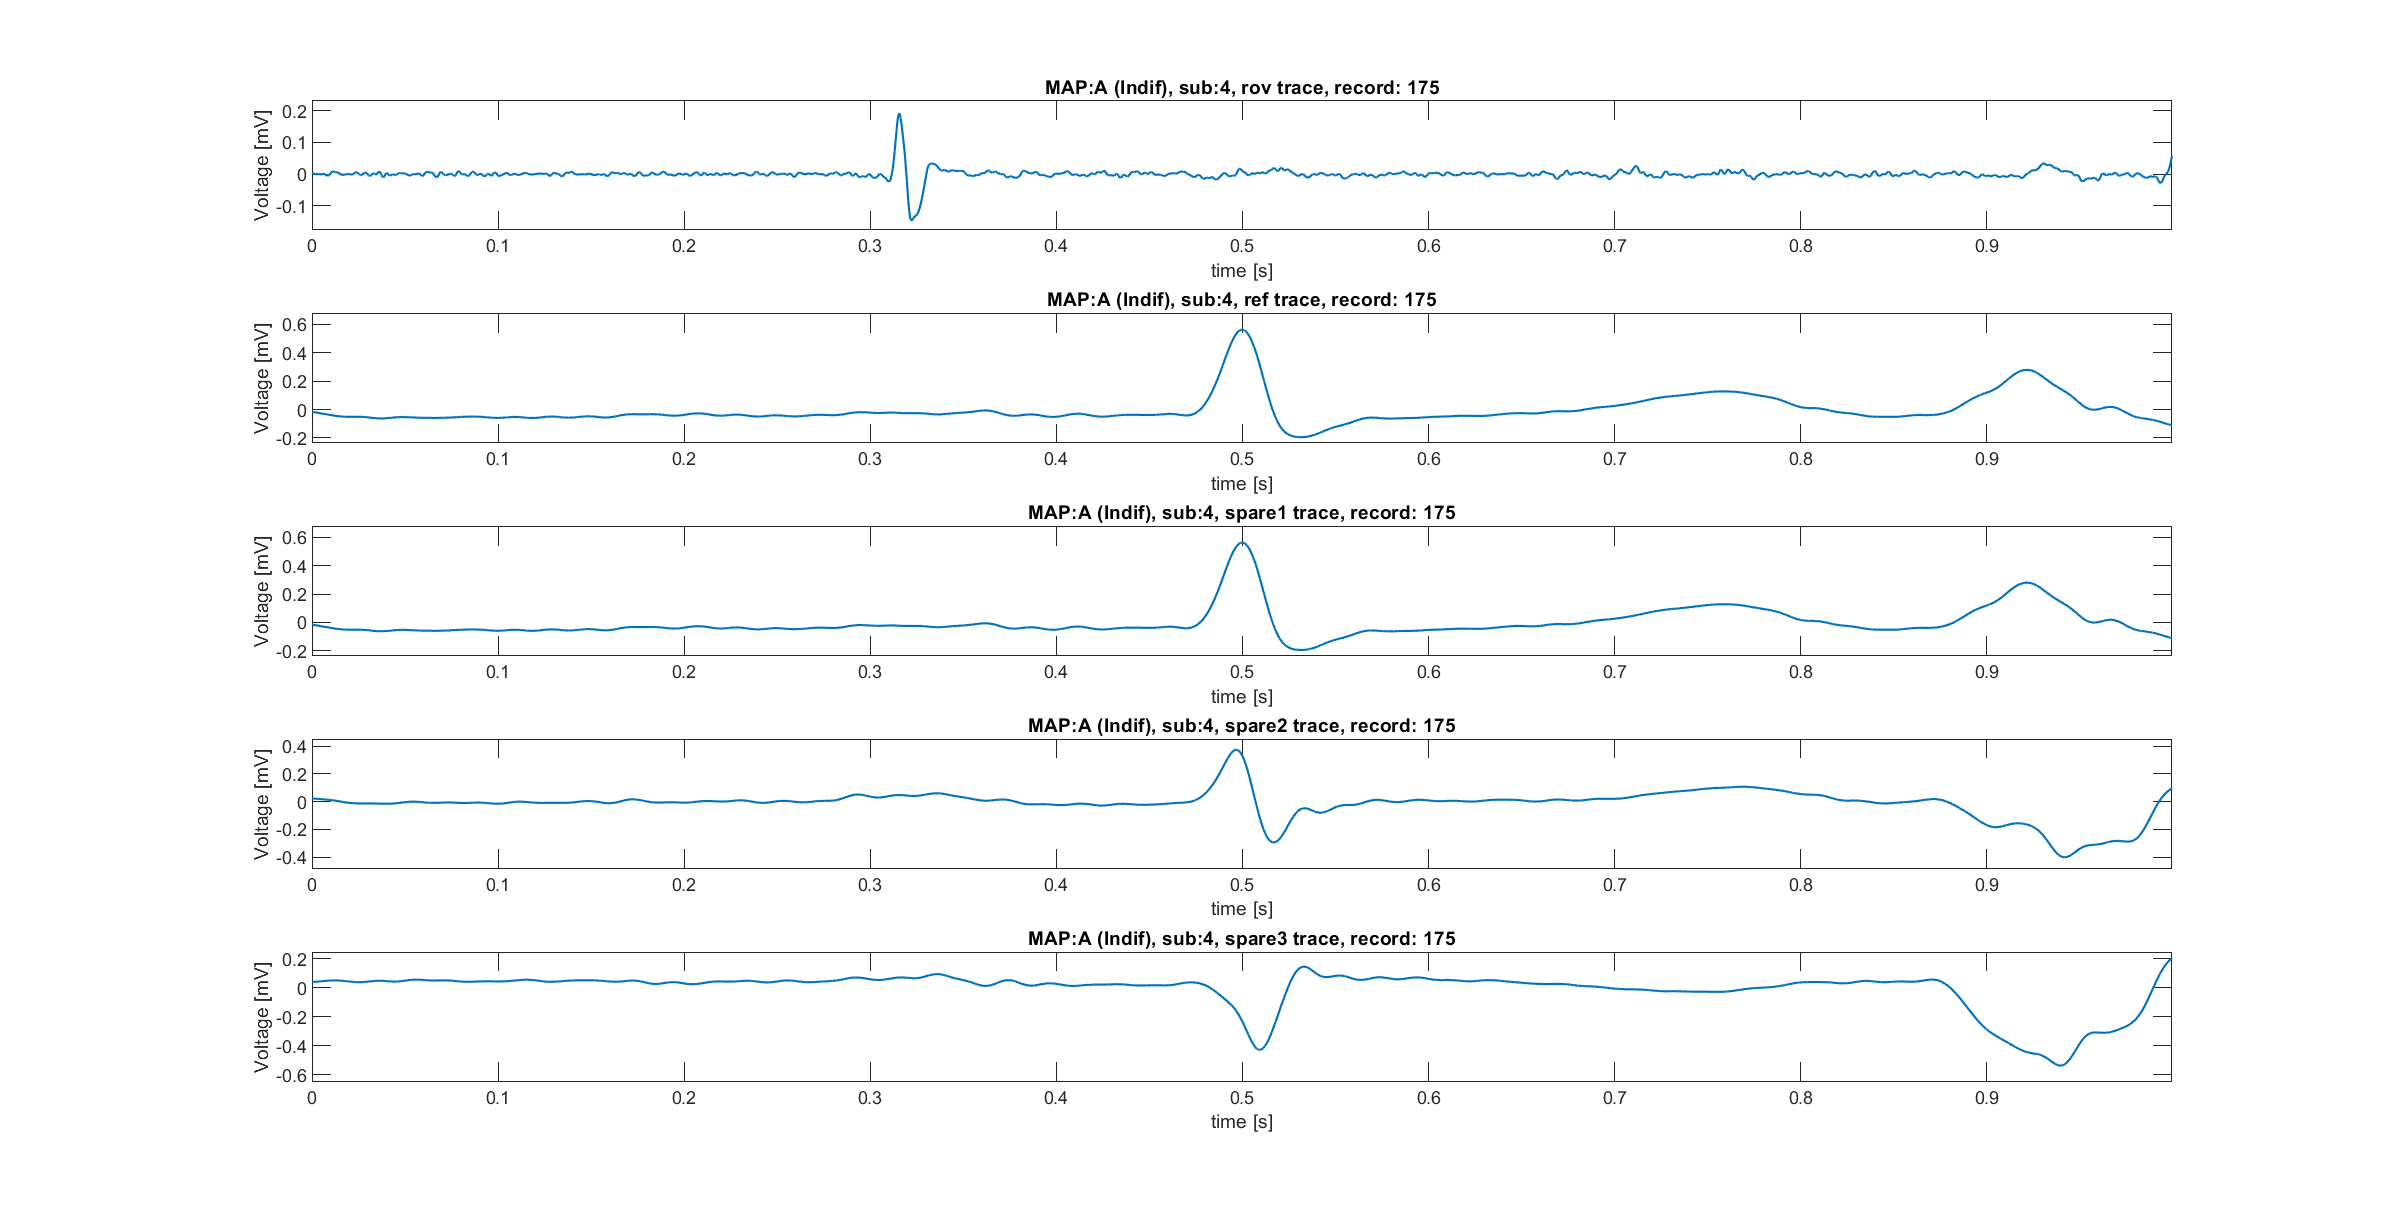 MAP:A (Indif), sub:4, rov trace, record: 175
Voltage [mV]
0.2
0.1
0
-0.1
0 0.1 0.2 0.3 0.4 0.5 0.6 0.7 0.8 0.9
time [s]
MAP:A (Indif), sub:4, ref trace, record: 175
Voltage [mV]
0.6
0.4
0.2
0
-0.2
0 0.1 0.2 0.3 0.4 0.5 0.6 0.7 0.8 0.9
time [s]
MAP:A (Indif), sub:4, spare1 trace, record: 175
Voltage [mV]
0.6
0.4
0.2
0
-0.2
0 0.1 0.2 0.3 0.4 0.5 0.6 0.7 0.8 0.9
time [s]
MAP:A (Indif), sub:4, spare2 trace, record: 175
Voltage [mV]
0.4
0.2
0
-0.2
-0.4
0 0.1 0.2 0.3 0.4 0.5 0.6 0.7 0.8 0.9
time [s]
MAP:A (Indif), sub:4, spare3 trace, record: 175
Voltage [mV]
0.2
0
-0.2
-0.4
-0.6
0 0.1 0.2 0.3 0.4 0.5 0.6 0.7 0.8 0.9
time [s]